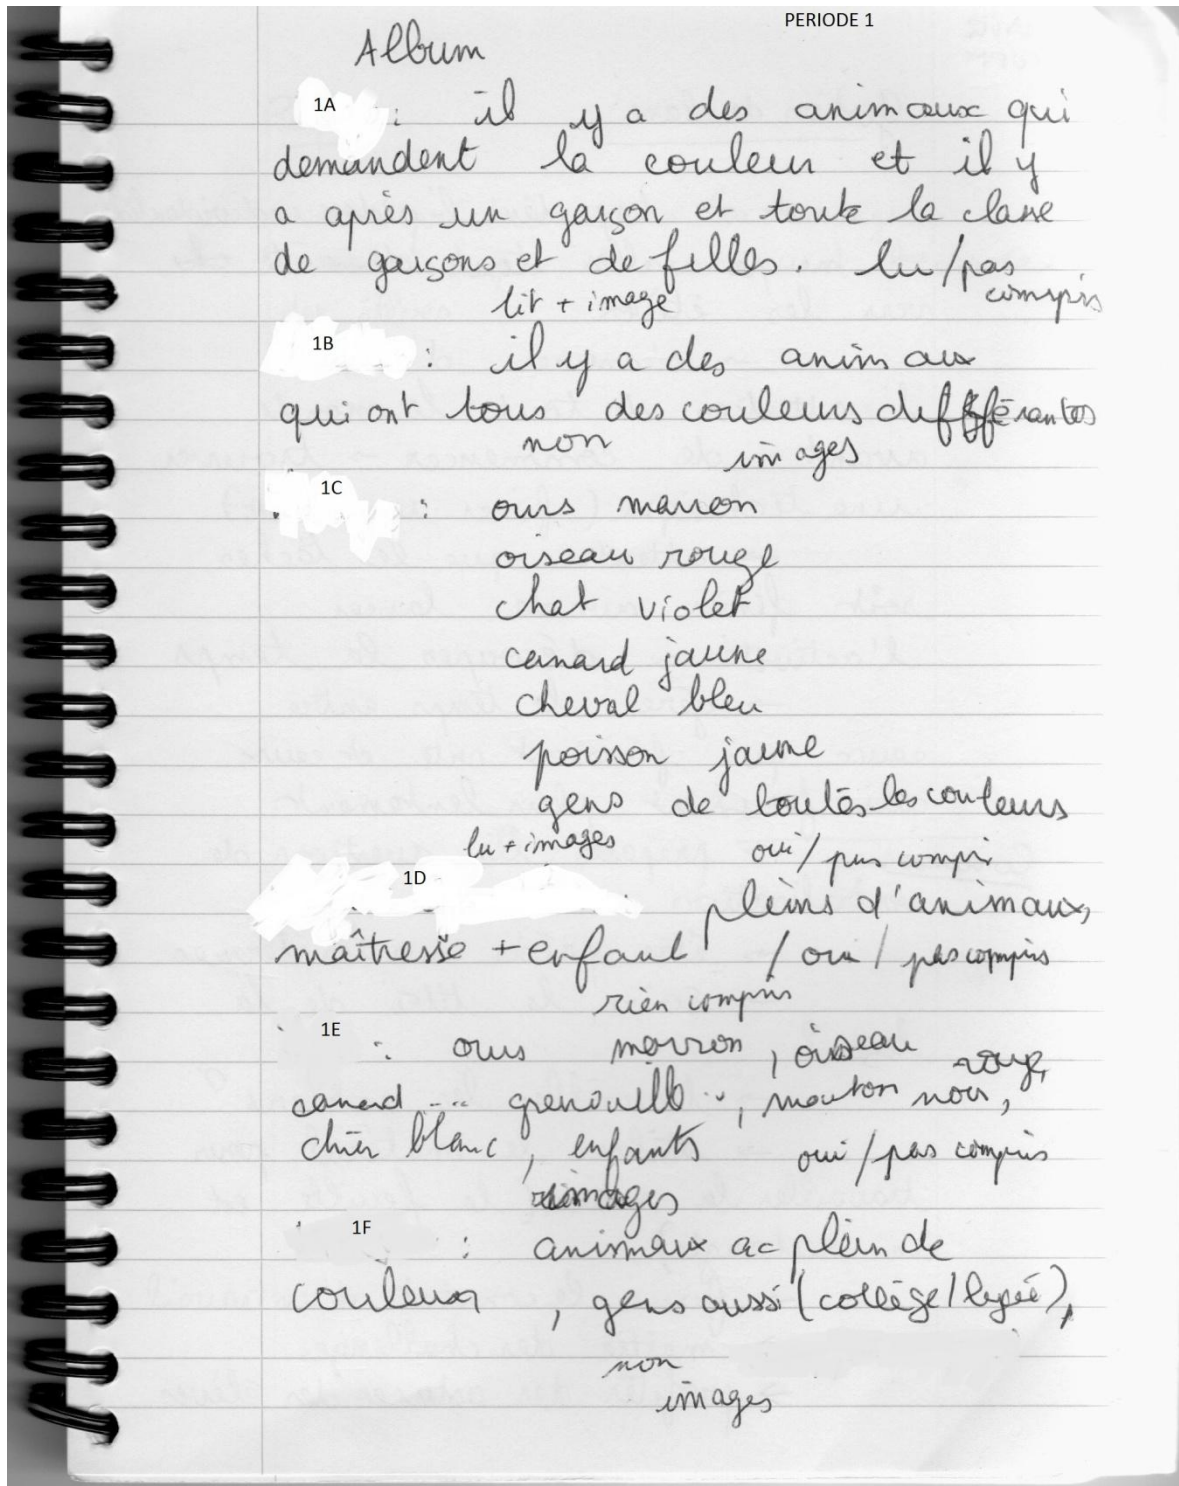 PERIODE 1
Album
1A : il y a des animaux qui
demandent la couleur et il y
a après un garçon et toute la classe
de garçons et de filles. lu/pas
compris
lit + image
1B : il y a des animaux
qui ont tous des couleurs différantes
non images
1C : ours marron
oiseau rouge
chat violet
canard jaune
cheval bleu
poisson jaune
gens de toutes les couleurs
lu + images oui/pas compris
1D pleins d'animaux,
maîtresse + enfant / oui / pas compris
rien compris
1E : ours marron, oiseau rouge,
canard ... grenouille .., mouton noir,
chien blanc, enfants oui/pas compris
images
1F : animaux ac plein de
couleur, gens aussi (collège/lycée),
non
images